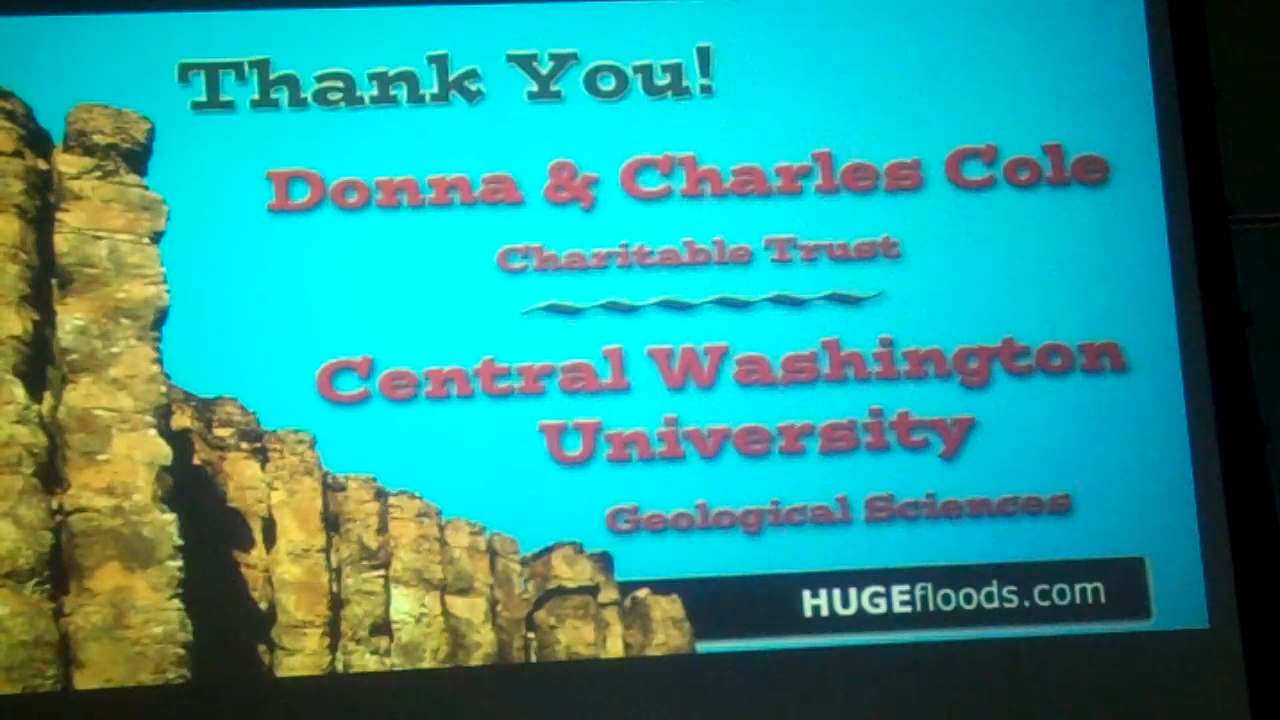 Thank You!
Donna & Charles Cole
Charitable Trust
Central Washington
University
Geological Sciences
HUGEfloods.com